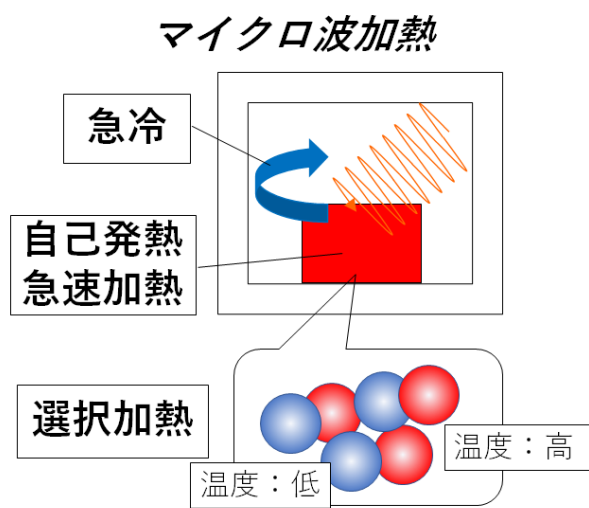 マイクロ波加熱
急冷
自己発熱
急速加熱
選択加熱
温度：高
温度：低